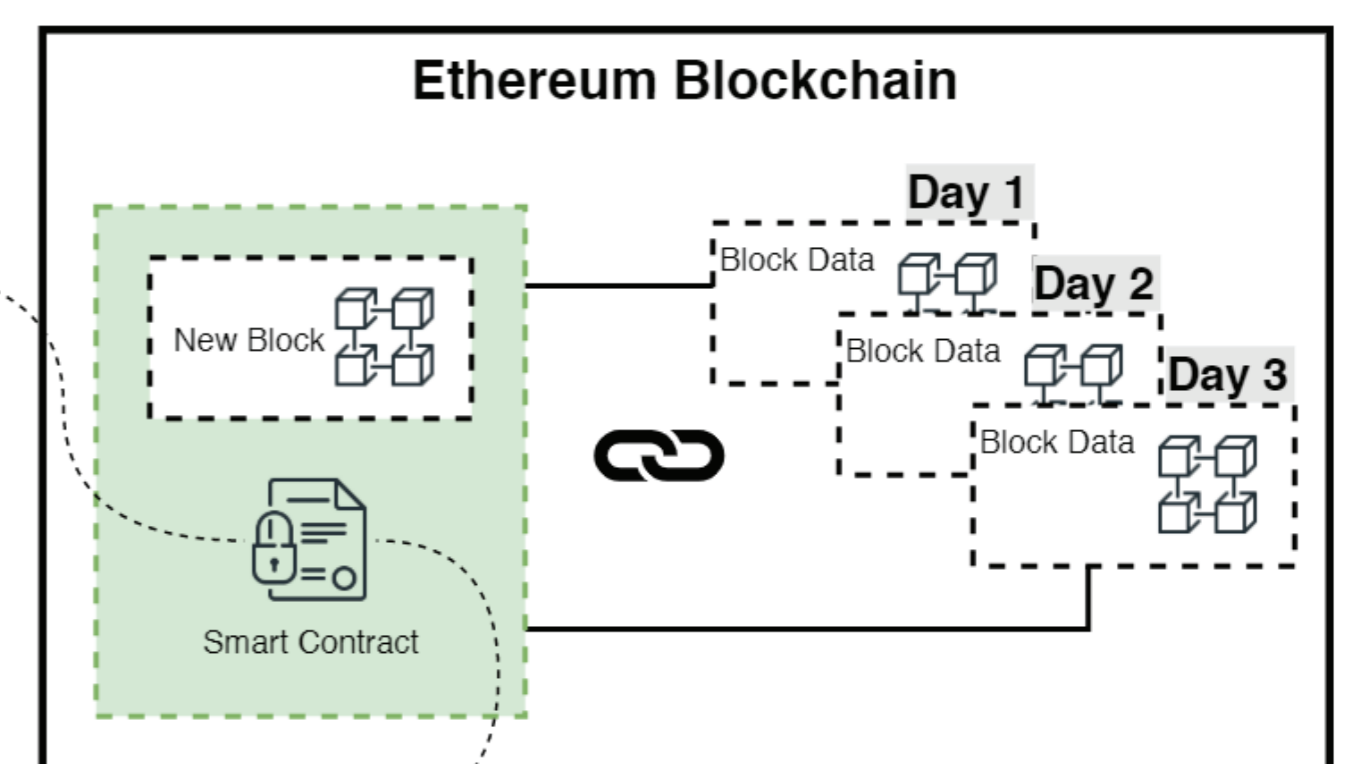 Ethereum Blockchain
Day 1
Block Data
Day 2
New Block
Block Data
Day 3
Block Data
Smart Contract